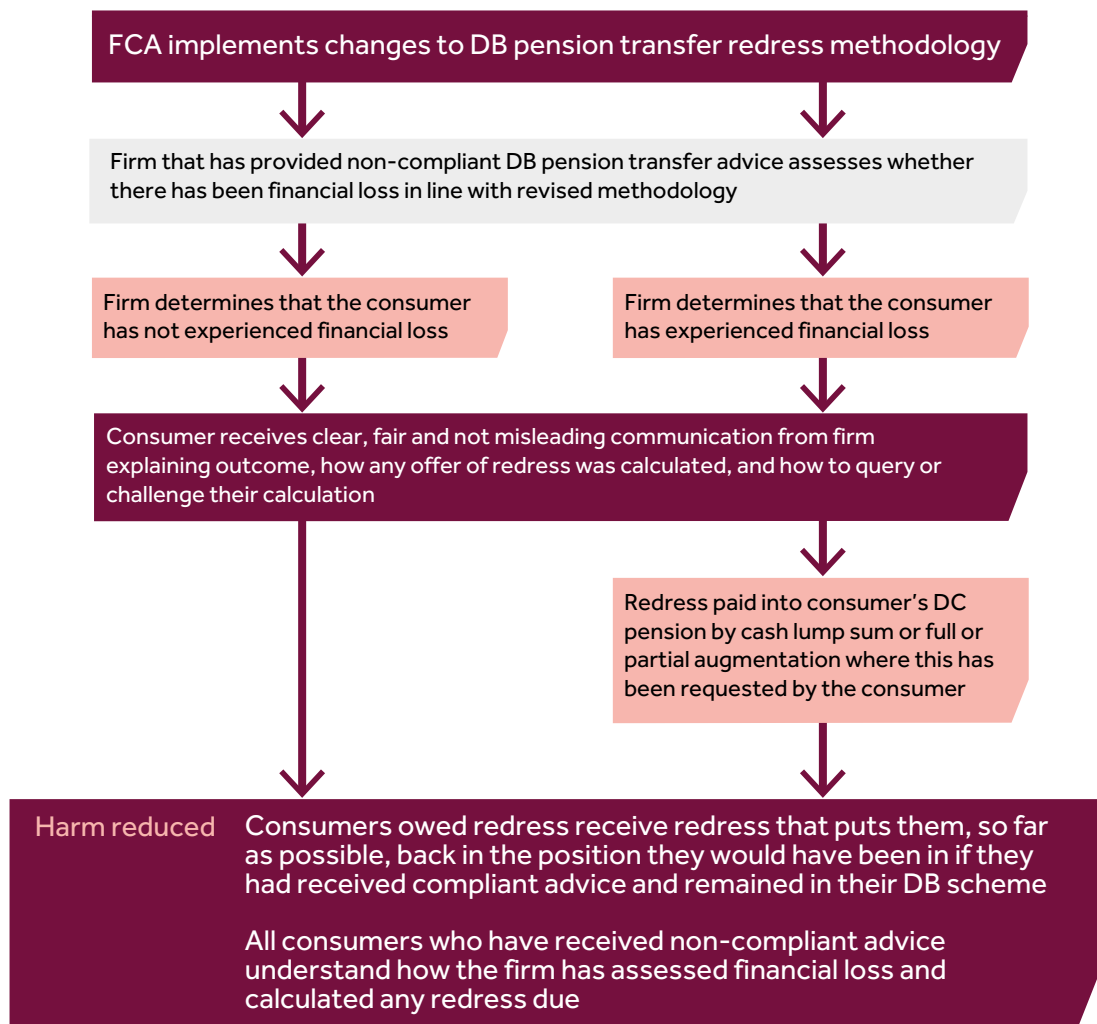 FCA implements changes to DB pension transfer redress methodology
Firm that has provided non-compliant DB pension transfer advice assesses whether
there has been financial loss in line with revised methodology
Firm determines that the consumer
has not experienced financial loss
Firm determines that the consumer
has experienced financial loss
Consumer receives clear, fair and not misleading communication from firm
explaining outcome, how any offer of redress was calculated, and how to query or
challenge their calculation
Redress paid into consumer's DC
pension by cash lump sum or full or
partial augmentation where this has
been requested by the consumer
Harm reduced
Consumers owed redress receive redress that puts them, so far
as possible, back in the position they would have been in if they
had received compliant advice and remained in their DB scheme
All consumers who have received non-compliant advice
understand how the firm has assessed financial loss and
calculated any redress due